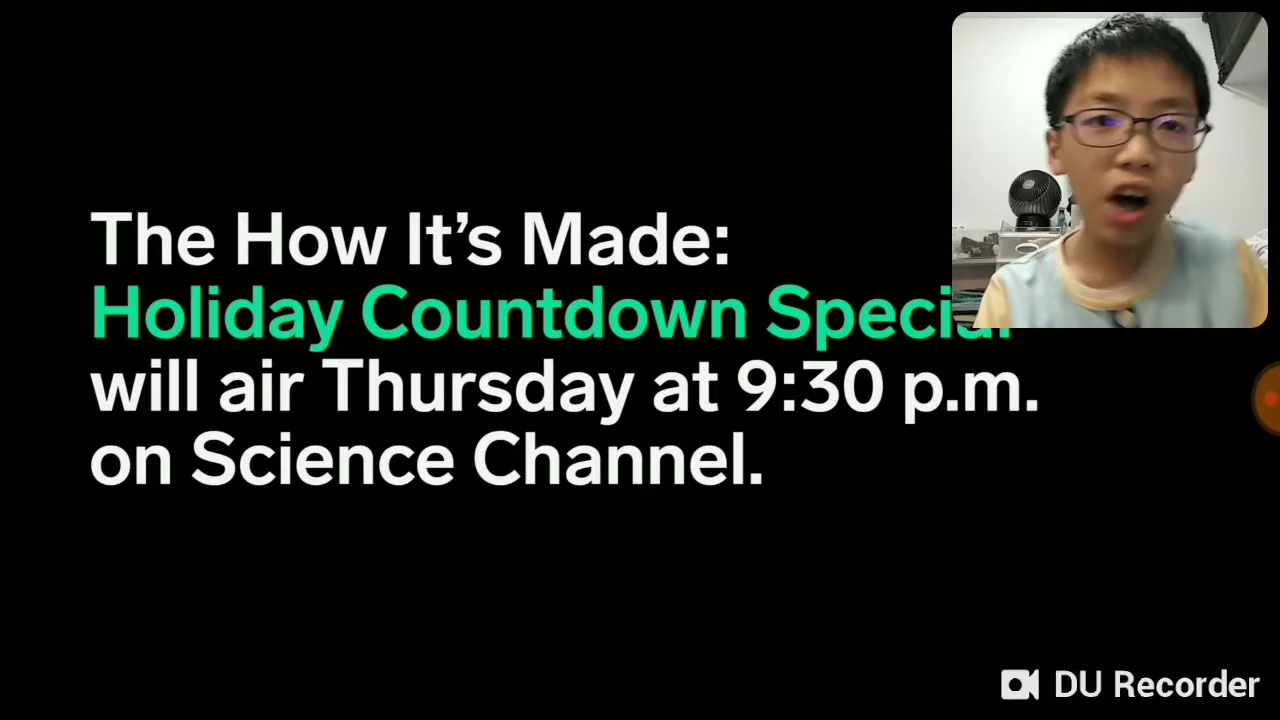 The How It's Made:
Holiday Countdown Special
will air Thursday at 9:30 p.m.
on Science Channel.
DU Recorder